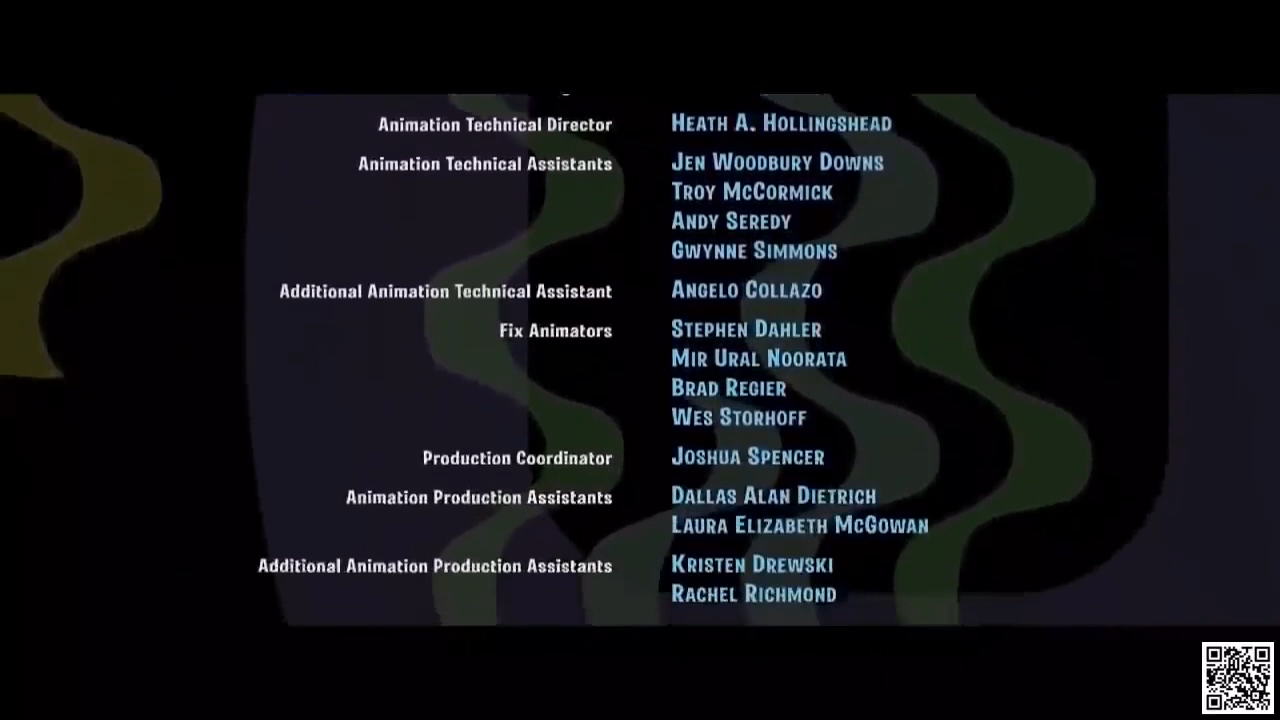 Animation Technical Director HEATH A. HOLLINGSHEAD
Animation Technical Assistants JEN WOODBURY DOWNS
TROY MCCORMICK
ANDY SEREDY
GWYNNE SIMMONS
Additional Animation Technical Assistant ANGELO COLLAZO
Fix Animators STEPHEN DAHLER
MIR URAL NOORATA
BRAD REGIER
WES STORHOFF
Production Coordinator JOSHUA SPENCER
Animation Production Assistants DALLAS ALAN DIETRICH
LAURA ELIZABETH MCGOWAN
Additional Animation Production Assistants KRISTEN DREWSKI
RACHEL RICHMOND